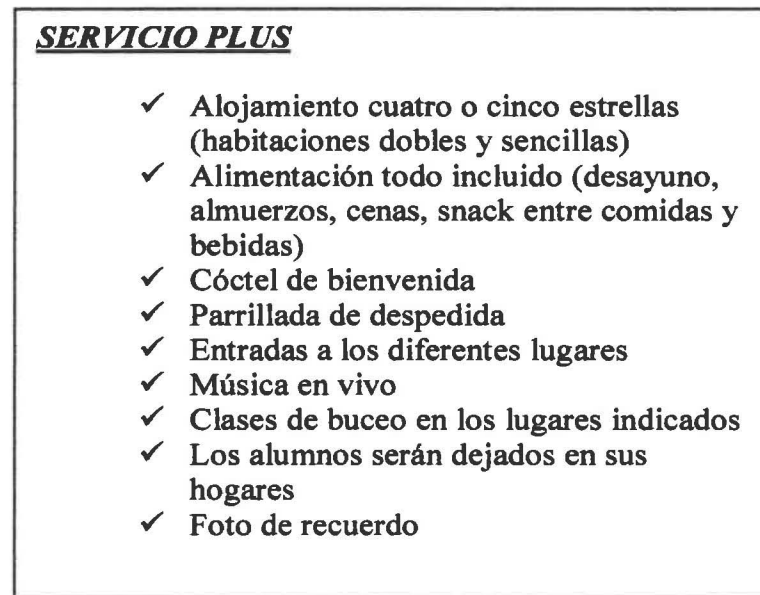 SERVICIO PLUS
✓ Alojamiento cuatro o cinco estrellas
(habitaciones dobles y sencillas)
✓ Alimentación todo incluido (desayuno,
almuerzos, cenas, snack entre comidas y
bebidas)
✓ Cóctel de bienvenida
✓ Parrillada de despedida
✓ Entradas a los diferentes lugares
✓ Música en vivo
✓ Clases de buceo en los lugares indicados
✓ Los alumnos serán dejados en sus
hogares
✓ Foto de recuerdo